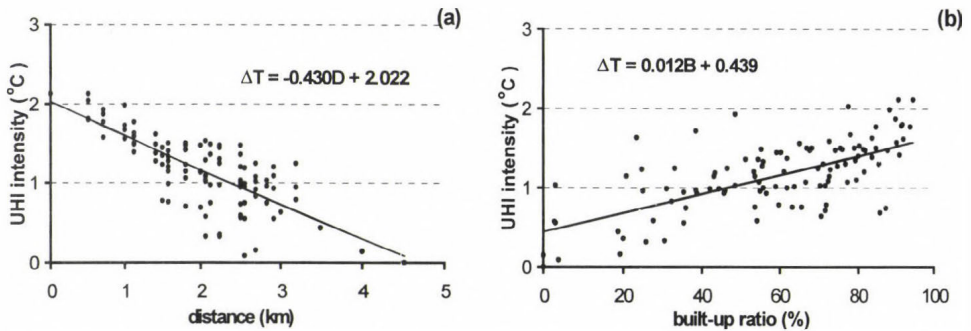 (a)
3
2
1
0
UHI intensity (°C)
ΔT = -0.430D + 2.022
0 1 2 3 4 5
distance (km)
(b)
3
2
1
0
UHI intensity (°C)
ΔT = 0.012B + 0.439
0 20 40 60 80 100
built-up ratio (%)